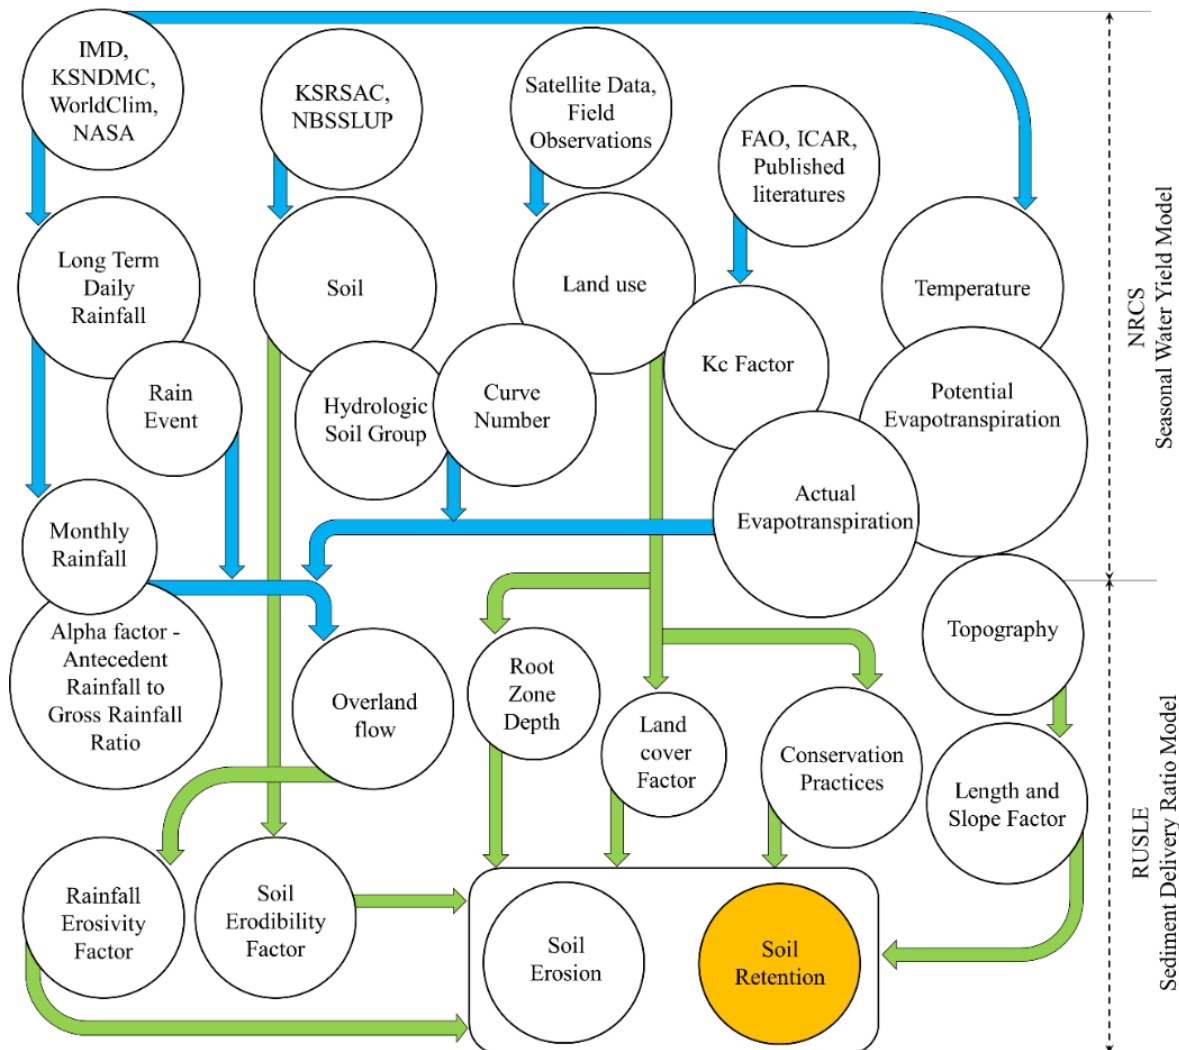 IMD,
KSNDMC,
WorldClim,
NASA
KSRSAC,
NBSSLUP
Satellite Data,
Field
Observations
FAO, ICAR,
Published
literatures
Long Term
Daily
Rainfall
Soil
Land use
Temperature
Rain
Event
Hydrologic
Soil Group
Curve
Number
Kc Factor
Potential
Evapotranspiration
Actual
Evapotranspiration
Monthly
Rainfall
Alpha factor -
Antecedent
Rainfall to
Gross Rainfall
Ratio
Overland
flow
Root
Zone
Depth
Land
cover
Factor
Conservation
Practices
Topography
Length and
Slope Factor
Rainfall
Erosivity
Factor
Soil
Erodibility
Factor
Soil
Erosion
Soil
Retention
NRCS
Seasonal Water Yield Model
RUSLE
Sediment Delivery Ratio Model